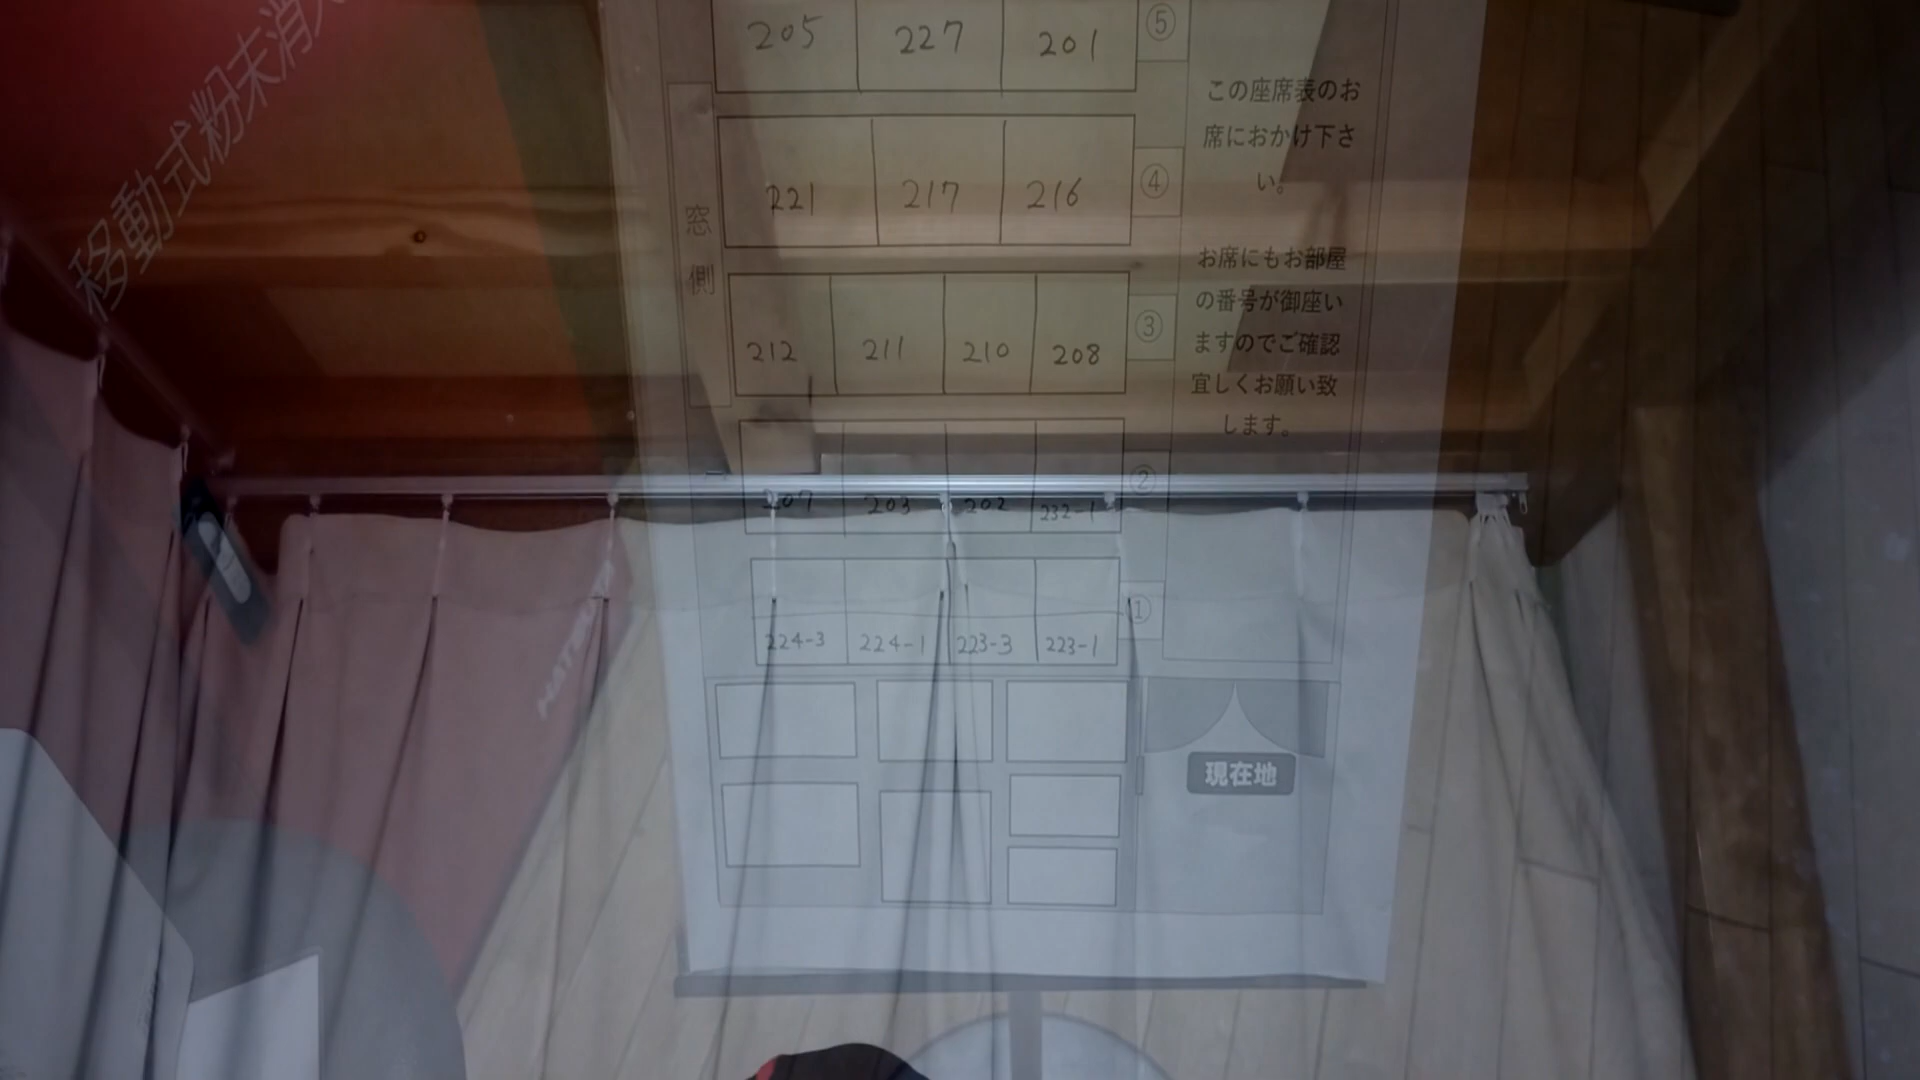 移動式粉末消
205 227 201 ⑤
221 217 216 ④
212 211 210 208 ③
207 203 202 232-1 ②
224-3 224-1 223-3 223-1 ①
窓側
この座席表のお
席におかけ下さ
い。
お席にもお部屋
の番号が御座い
ますのでご確認
宜しくお願い致
します。
現在地